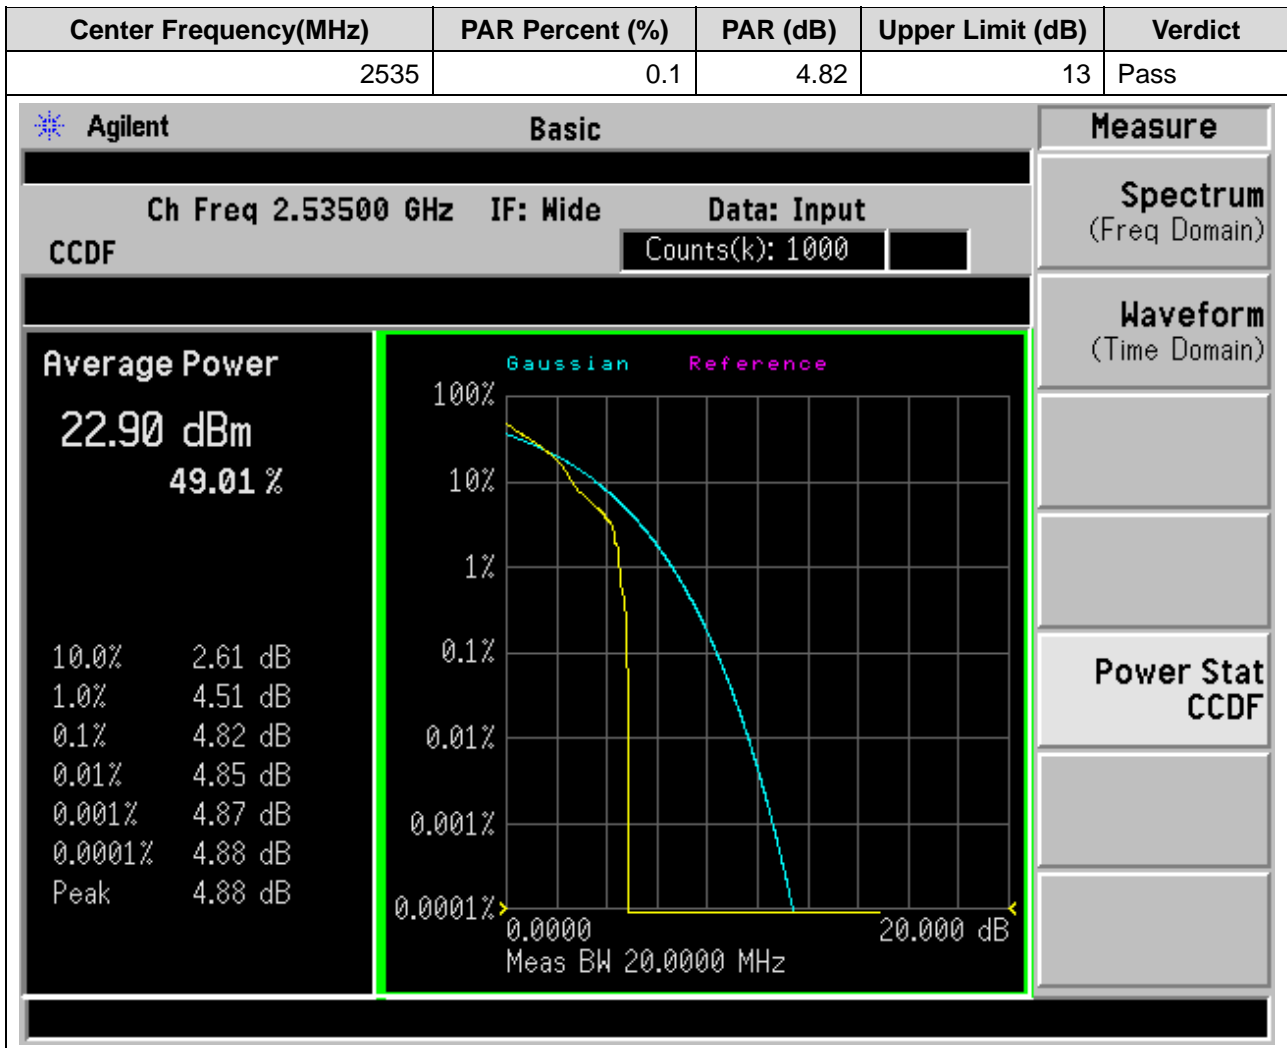 Center Frequency(MHz) PAR Percent (%) PAR (dB) Upper Limit (dB) Verdict
2535 0.1 4.82 13 Pass
Agilent Basic Measure
Ch Freq 2.53500 GHz IF: Wide Data: Input
CCDF Counts(k): 1000
Spectrum
(Freq Domain)
Waveform
(Time Domain)
Power Stat
CCDF
Average Power
22.90 dBm
49.01 %
10.0% 2.61 dB
1.0% 4.51 dB
0.1% 4.82 dB
0.01% 4.85 dB
0.001% 4.87 dB
0.0001% 4.88 dB
Peak 4.88 dB
Gaussian Reference
100%
10%
1%
0.1%
0.01%
0.001%
0.0001%
0.0000 20.000 dB
Meas BW 20.0000 MHz